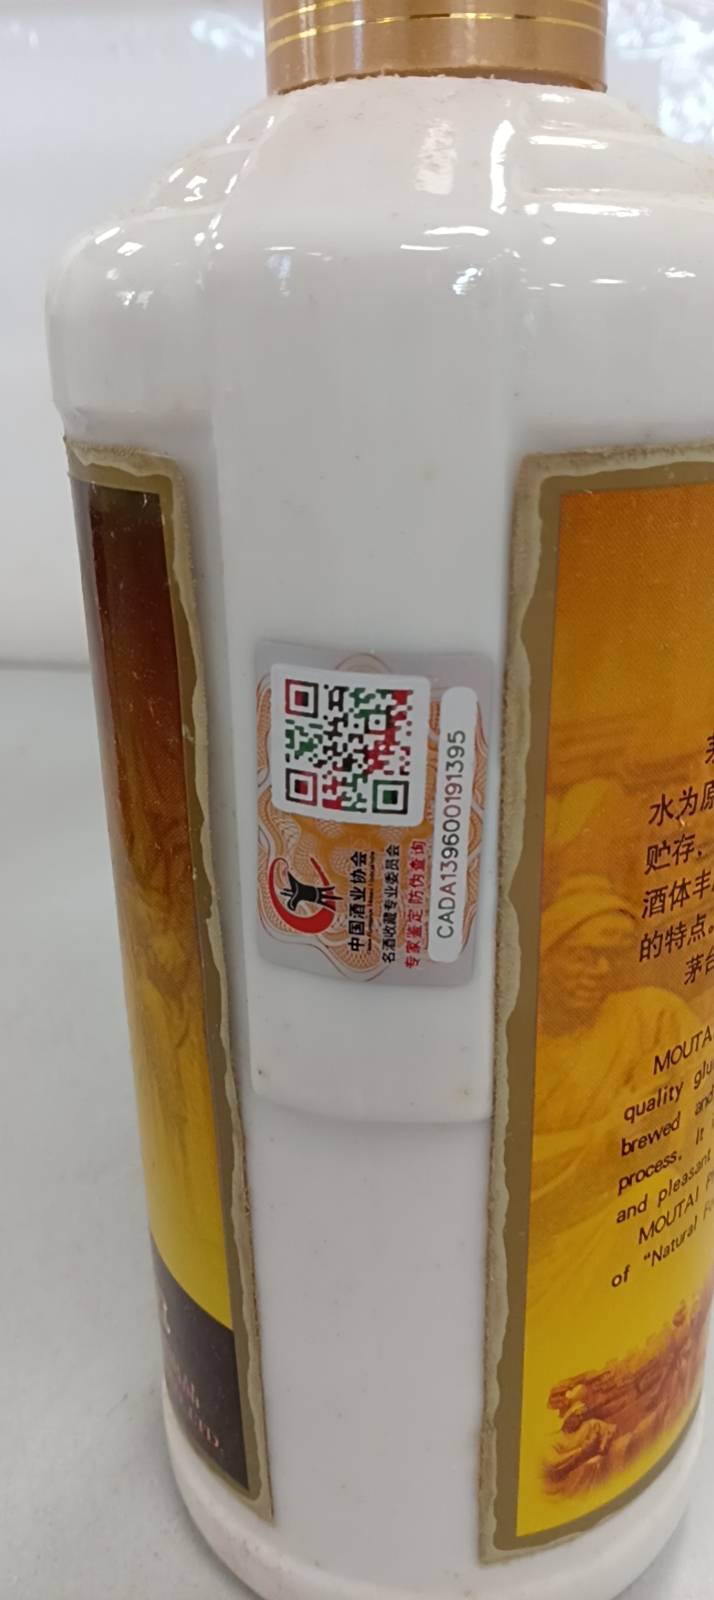 中国酒业协会
名酒收藏专业委员会
专家鉴定 防伪查询
CADA139600191395
水为原
贮存、
酒体丰
的特点。
茅台
MOUTA
quality glu
brewed and
process. It
and pleasant
MOUTAI P
of "Natural Fo